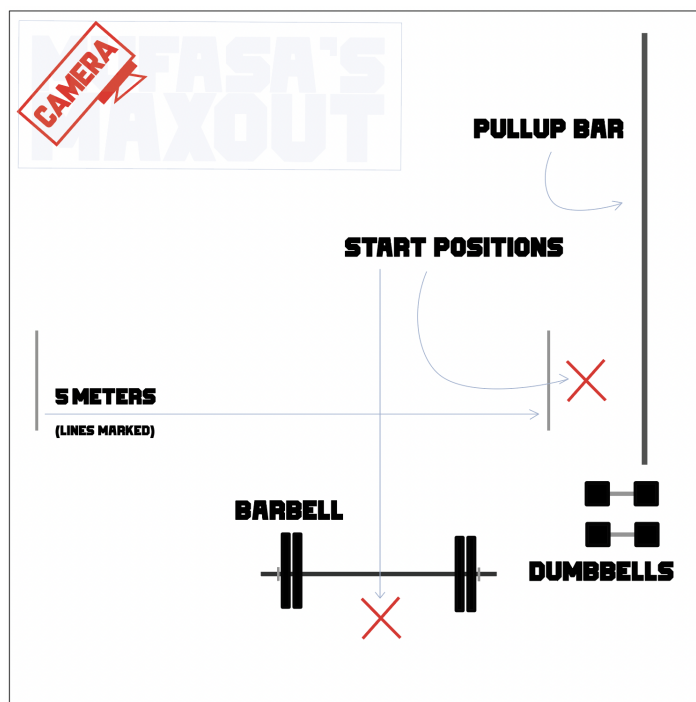 MUFASA'S
MAXOUT
CAMERA
PULLUP BAR
START POSITIONS
5 METERS
(LINES MARKED)
BARBELL
DUMBBELLS